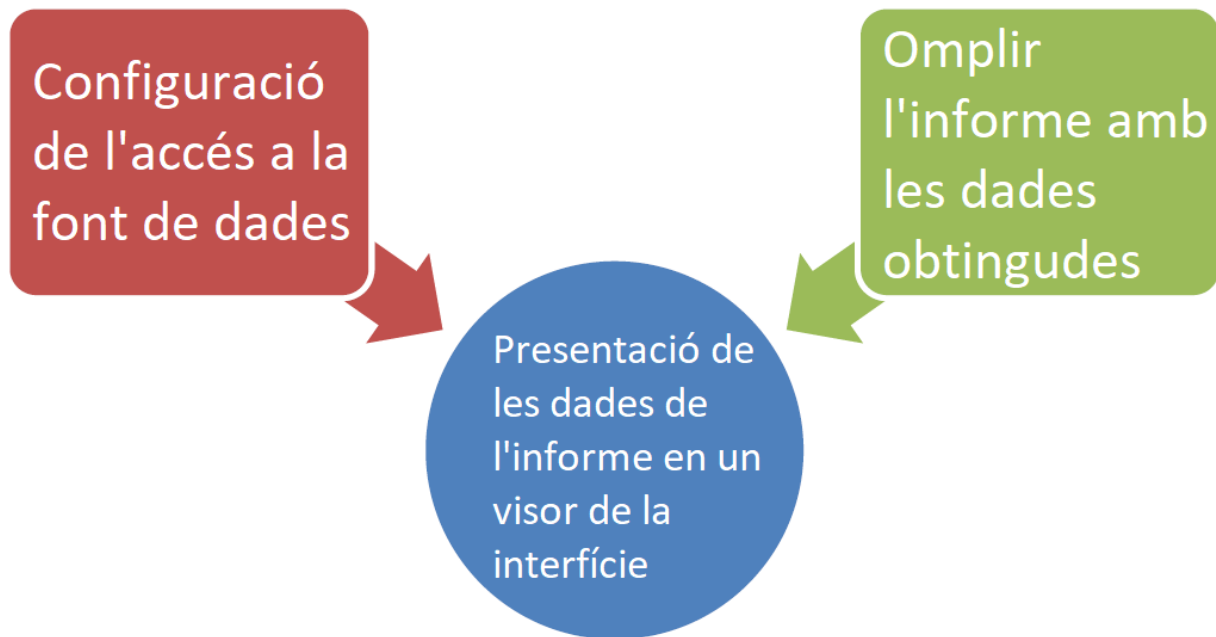 Configuració
de l'accés a la
font de dades
Omplir
l'informe amb
les dades
obtingudes
Presentació de
les dades de
l'informe en un
visor de la
interfície